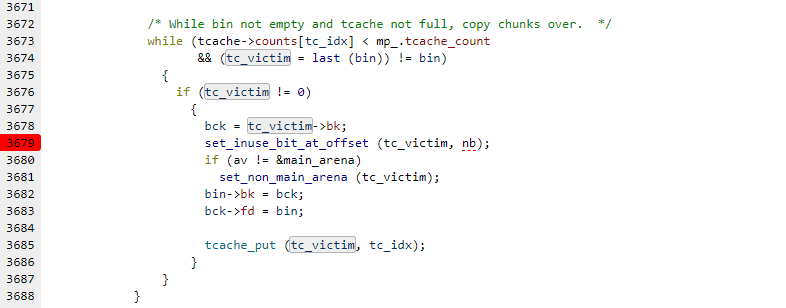 3671
3672 /* While bin not empty and tcache not full, copy chunks over.  */
3673 while (tcache->counts[tc_idx] < mp_.tcache_count
3674 && (tc_victim = last (bin)) != bin)
3675 {
3676 if (tc_victim != 0)
3677 {
3678 bck = tc_victim->bk;
3679 set_inuse_bit_at_offset (tc_victim, nb);
3680 if (av != &main_arena)
3681 set_non_main_arena (tc_victim);
3682 bin->bk = bck;
3683 bck->fd = bin;
3684
3685 tcache_put (tc_victim, tc_idx);
3686 }
3687 }
3688 }